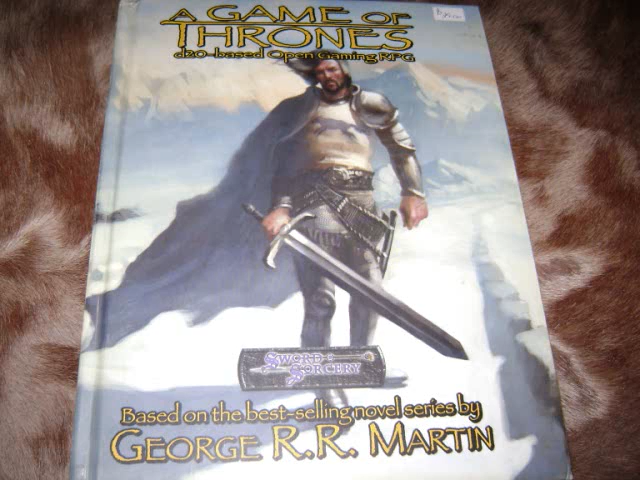 A GAME OF
THRONES
d20-based Open Gaming RPG
SWORD &
SORCERY
Based on the best-selling novel series by
GEORGE R.R. MARTIN